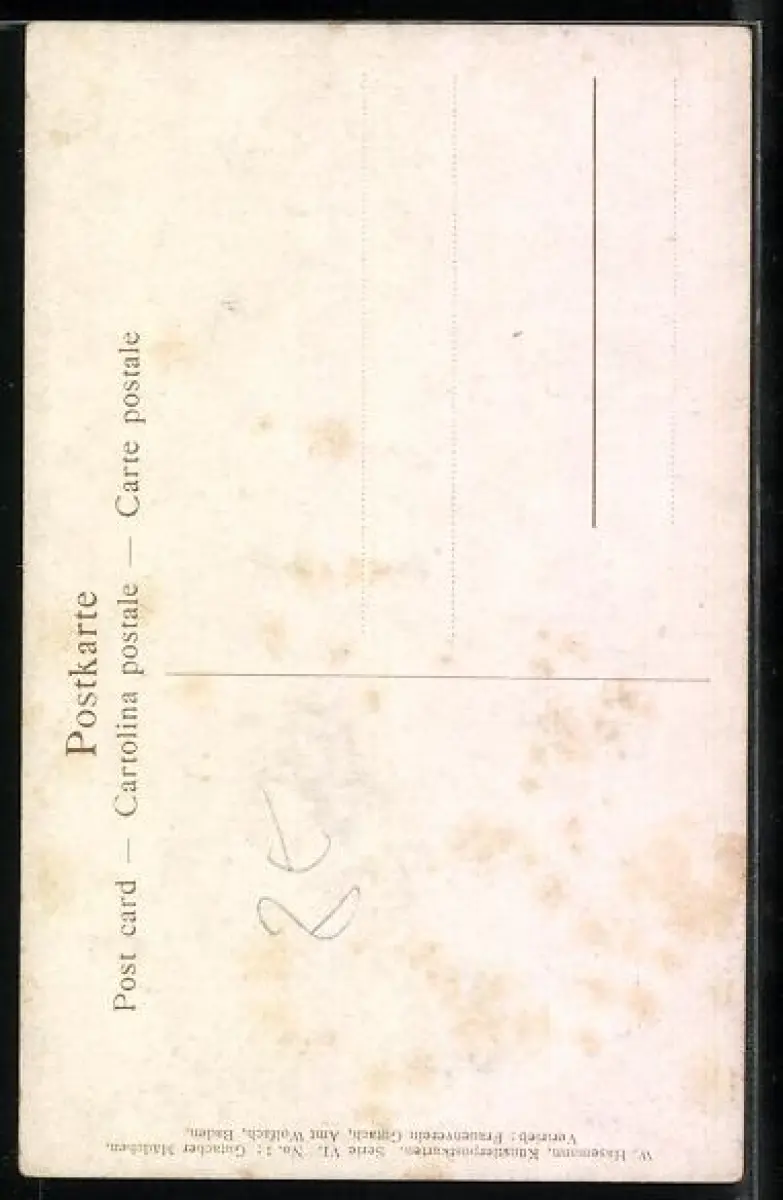 Postkarte
Post card — Cartolina postale — Carte postale
W. Hasemann, Künstlerpostkarten. Serie VI. No. 1: Gutacher Mädchen.
Vertrieb: Frauenverein Gutach, Amt Wolfach, Baden.